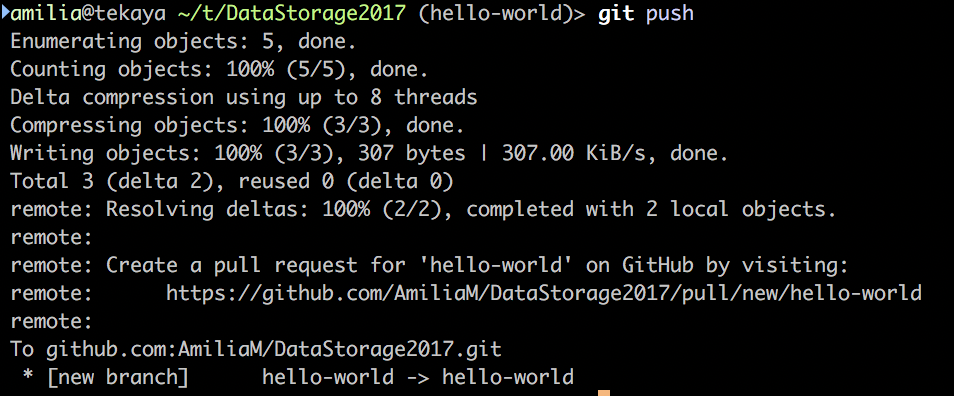 amilia@tekaya ~/t/DataStorage2017 (hello-world)> git push
Enumerating objects: 5, done.
Counting objects: 100% (5/5), done.
Delta compression using up to 8 threads
Compressing objects: 100% (3/3), done.
Writing objects: 100% (3/3), 307 bytes | 307.00 KiB/s, done.
Total 3 (delta 2), reused 0 (delta 0)
remote: Resolving deltas: 100% (2/2), completed with 2 local objects.
remote:
remote: Create a pull request for 'hello-world' on GitHub by visiting:
remote:      https://github.com/AmiliaM/DataStorage2017/pull/new/hello-world
remote:
To github.com:AmiliaM/DataStorage2017.git
 * [new branch]      hello-world -> hello-world